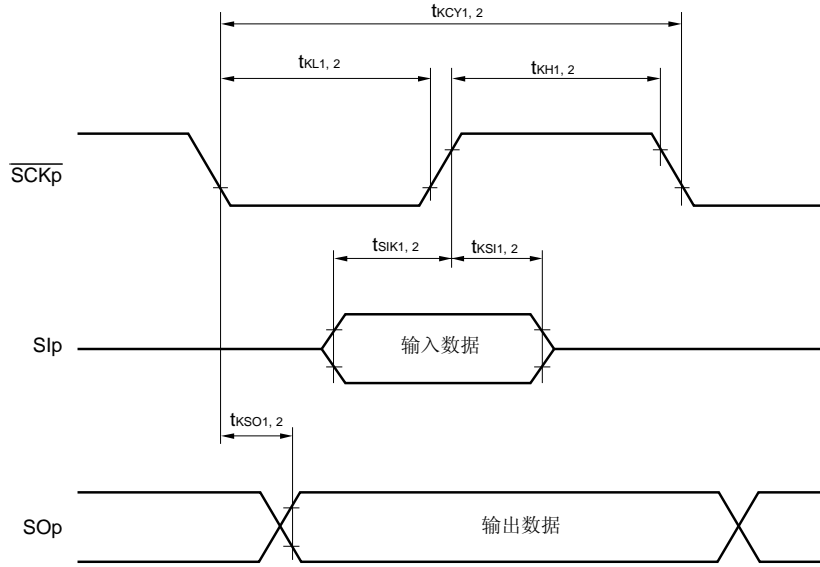 tKCY1, 2
tKL1, 2
tKH1, 2
SCKp
tSIK1, 2
tKSI1, 2
SIp
输入数据
tKSO1, 2
SOp
输出数据